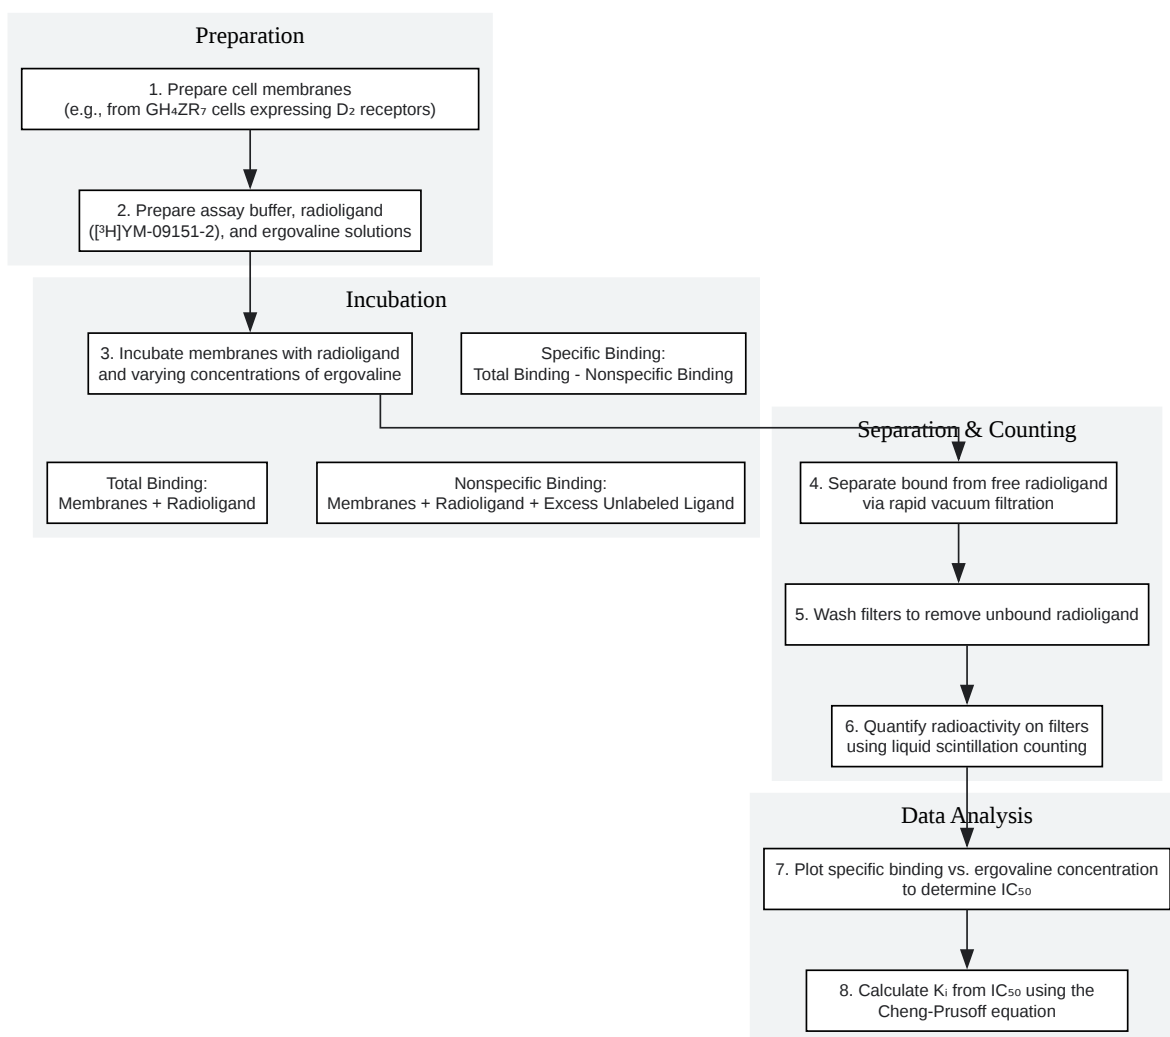 Preparation
1. Prepare cell membranes
(e.g., from GH₄ZR₇ cells expressing D₂ receptors)
2. Prepare assay buffer, radioligand
([³H]YM-09151-2), and ergovaline solutions
Incubation
3. Incubate membranes with radioligand
and varying concentrations of ergovaline
Specific Binding:
Total Binding - Nonspecific Binding
Total Binding:
Membranes + Radioligand
Nonspecific Binding:
Membranes + Radioligand + Excess Unlabeled Ligand
Separation & Counting
4. Separate bound from free radioligand
via rapid vacuum filtration
5. Wash filters to remove unbound radioligand
6. Quantify radioactivity on filters
using liquid scintillation counting
Data Analysis
7. Plot specific binding vs. ergovaline concentration
to determine IC₅₀
8. Calculate Kᵢ from IC₅₀ using the
Cheng-Prusoff equation